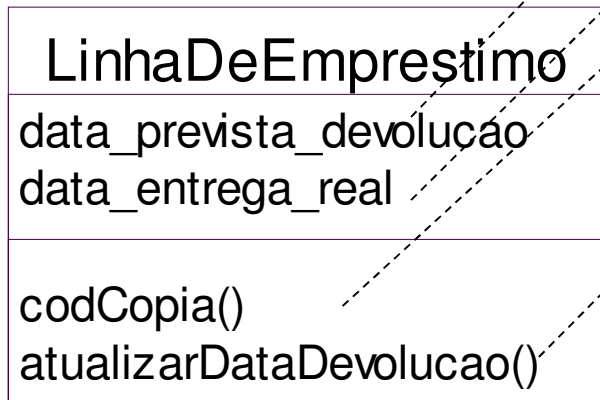 LinhaDeEmprestimo
data_prevista_devolucao
data_entrega_real
codCopia()
atualizarDataDevolucao()